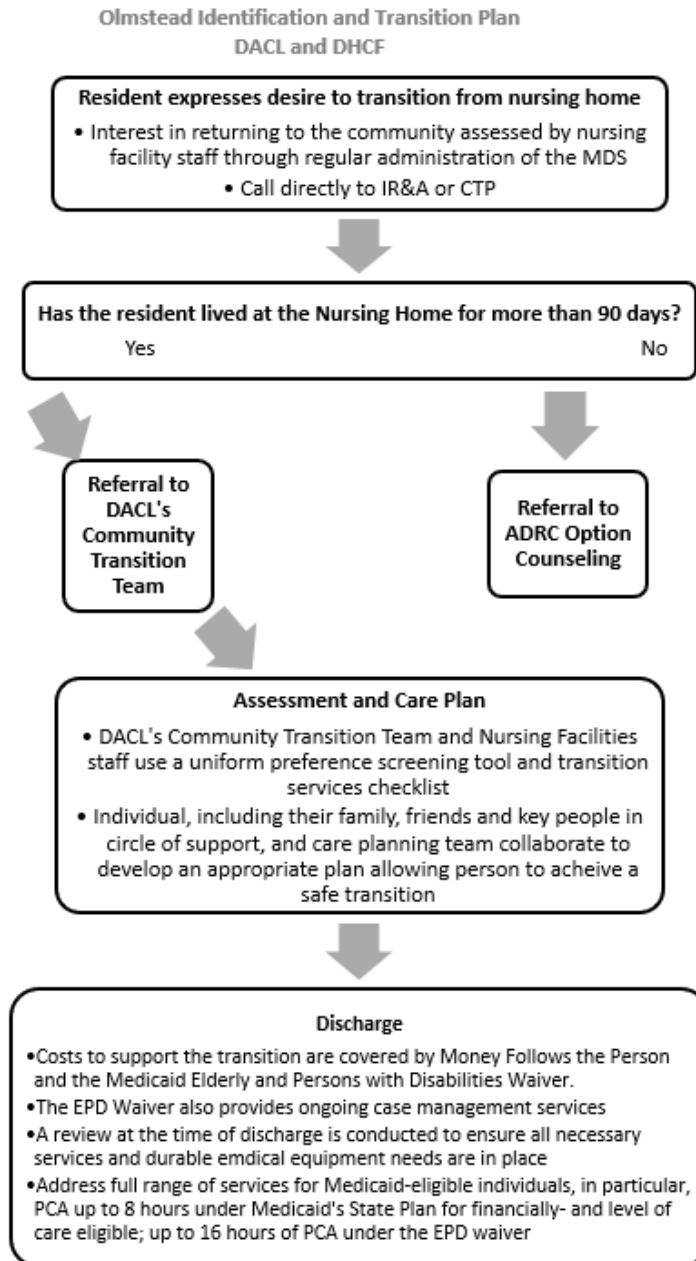 Olmstead Identification and Transition Plan
DACL and DHCF
Resident expresses desire to transition from nursing home
• Interest in returning to the community assessed by nursing
facility staff through regular administration of the MDS
• Call directly to IR&A or CTP
Has the resident lived at the Nursing Home for more than 90 days?
Yes No
Referral to
DACL's
Community
Transition
Team
Referral to
ADRC Option
Counseling
Assessment and Care Plan
• DACL's Community Transition Team and Nursing Facilities
staff use a uniform preference screening tool and transition
services checklist
• Individual, including their family, friends and key people in
circle of support, and care planning team collaborate to
develop an appropriate plan allowing person to acheive a
safe transition
Discharge
•Costs to support the transition are covered by Money Follows the Person
and the Medicaid Elderly and Persons with Disabilities Waiver.
•The EPD Waiver also provides ongoing case management services
•A review at the time of discharge is conducted to ensure all necessary
services and durable emdical equipment needs are in place
•Address full range of services for Medicaid-eligible individuals, in particular,
PCA up to 8 hours under Medicaid's State Plan for financially- and level of
care eligible; up to 16 hours of PCA under the EPD waiver